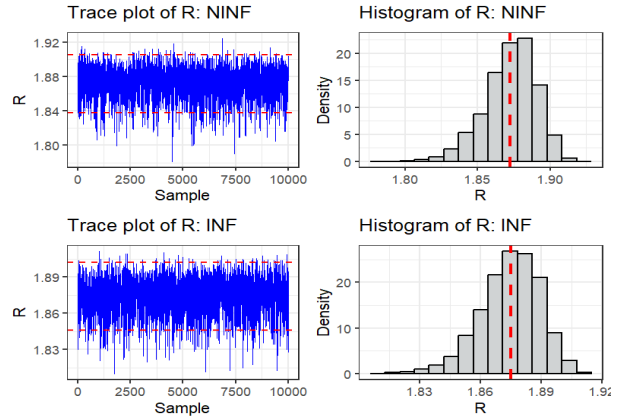 Trace plot of R: NINF
1.92
1.88
1.84
1.80
R
0
2500
5000
7500
10000
Sample
Histogram of R: NINF
20
15
10
5
0
Density
1.80
1.85
1.90
R
Trace plot of R: INF
1.89
1.86
1.83
R
0
2500
5000
7500
10000
Sample
Histogram of R: INF
20
10
0
Density
1.83
1.86
1.89
1.92
R